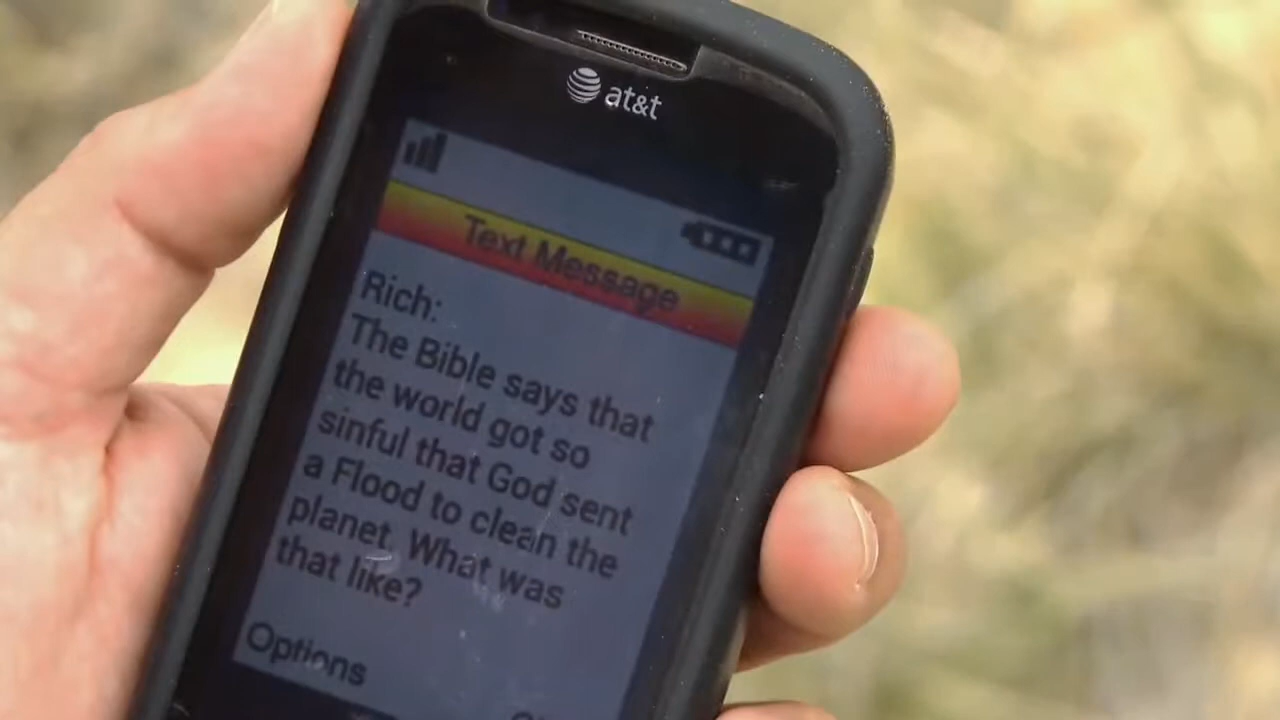 at&t
Text Message
Rich:
The Bible says that
the world got so
sinful that God sent
a Flood to clean the
planet. What was
that like?
Options